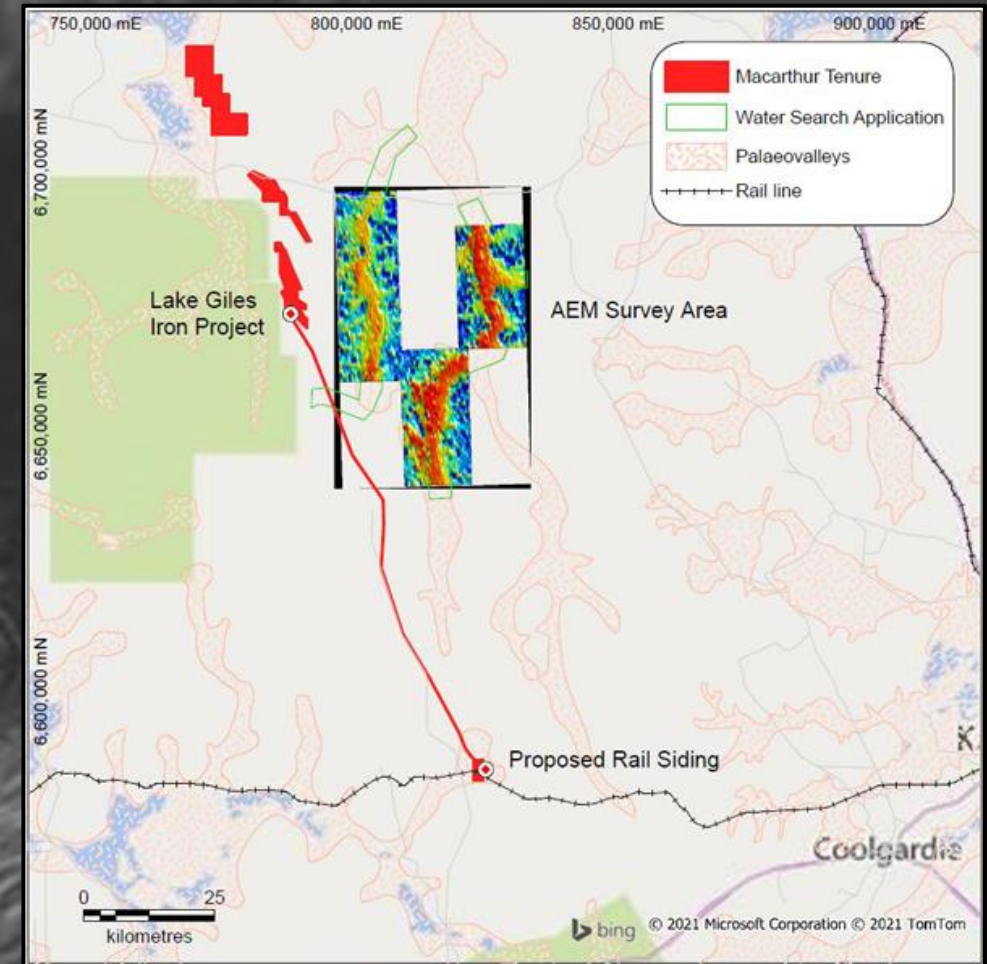 750,000 mE
800,000 mE
850,000 mE
900,000 mE
Macarthur Tenure
Water Search Application
Palaeovalleys
Rail line
6,700,000 mN
6,650,000 mN
6,600,000 mN
Lake Giles
Iron Project
AEM Survey Area
Proposed Rail Siding
K
Coolgardie
0 25
kilometres
bing © 2021 Microsoft Corporation © 2021 TomTom